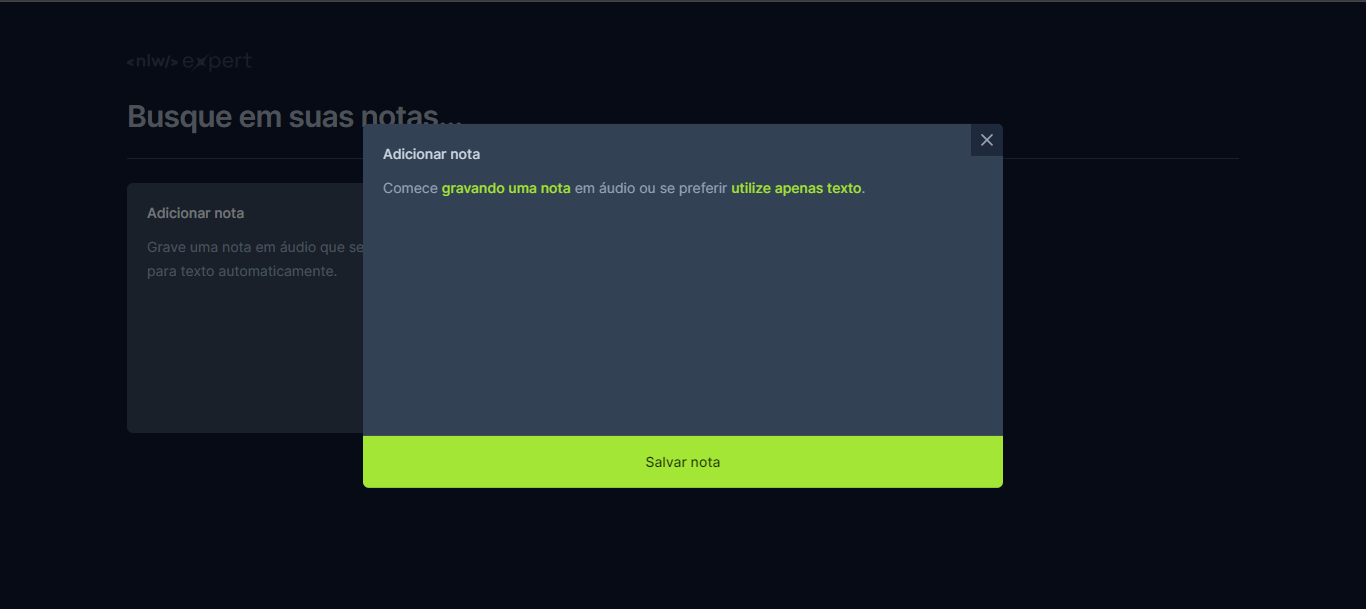 <nlw/> expert
Busque em suas notas...
Adicionar nota
Grave uma nota em áudio que se
para texto automaticamente.
Adicionar nota
Comece gravando uma nota em áudio ou se preferir utilize apenas texto.
Salvar nota